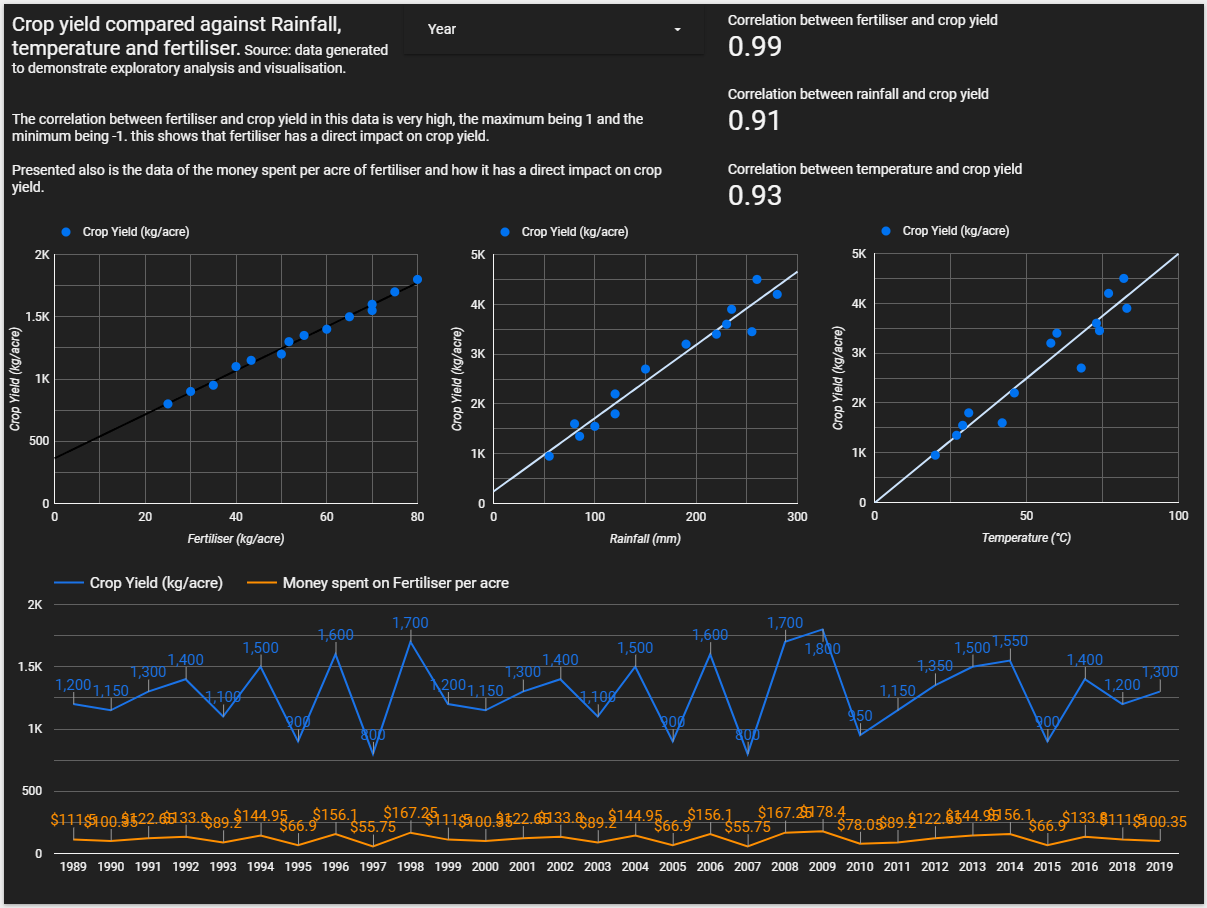 Crop yield compared against Rainfall,
temperature and fertiliser. Source: data generated
to demonstrate exploratory analysis and visualisation.
Year
Correlation between fertiliser and crop yield
0.99
Correlation between rainfall and crop yield
0.91
Correlation between temperature and crop yield
0.93
The correlation between fertiliser and crop yield in this data is very high, the maximum being 1 and the
minimum being -1. this shows that fertiliser has a direct impact on crop yield.
Presented also is the data of the money spent per acre of fertiliser and how it has a direct impact on crop
yield.
Crop Yield (kg/acre)
Crop Yield (kg/acre)
2K
1.5K
1K
500
0
0 20 40 60 80
Fertiliser (kg/acre)
Crop Yield (kg/acre)
Crop Yield (kg/acre)
5K
4K
3K
2K
1K
0
0 100 200 300
Rainfall (mm)
Crop Yield (kg/acre)
Crop Yield (kg/acre)
5K
4K
3K
2K
1K
0
0 50 100
Temperature (°C)
Crop Yield (kg/acre) Money spent on Fertiliser per acre
2K
1.5K
1K
500
0
1,200 1,150 1,300 1,400 1,100 1,500 900 1,600 800 1,700 1,200 1,150 1,300 1,400 1,100 1,500 900 1,600 800 1,700 1,800 950 1,150 1,350 1,500 1,550 900 1,400 1,200 1,300
$111.5 $100.35 $122.65 $133.8 $89.2 $144.95 $66.9 $156.1 $55.75 $167.25 $111.5 $100.35 $122.65 $133.8 $89.2 $144.95 $66.9 $156.1 $55.75 $167.25 $178.4 $78.05 $89.2 $122.65 $144.95 $156.1 $66.9 $133.8 $111.5 $100.35
1989 1990 1991 1992 1993 1994 1995 1996 1997 1998 1999 2000 2001 2002 2003 2004 2005 2006 2007 2008 2009 2010 2011 2012 2013 2014 2015 2016 2018 2019